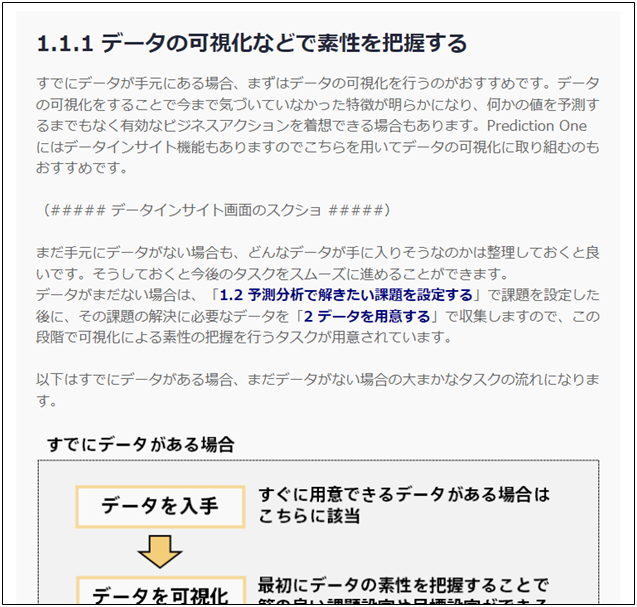 1.1.1 データの可視化などで素性を把握する
すでにデータが手元にある場合、まずはデータの可視化を行うのがおすすめです。データ
の可視化をすることで今まで気づいていなかった特徴が明らかになり、何かの値を予測す
るまでもなく有効なビジネスアクションを着想できる場合もあります。Prediction One
にはデータインサイト機能もありますのでこちらを用いてデータの可視化に取り組むのも
おすすめです。
（##### データインサイト画面のスクショ #####）
まだ手元にデータがない場合も、どんなデータが手に入りそうなのかは整理しておくと良
いです。そうしておくと今後のタスクをスムーズに進めることができます。
データがまだない場合は、「1.2 予測分析で解きたい課題を設定する」で課題を設定した
後に、その課題の解決に必要なデータを「2 データを用意する」で収集しますので、この
段階で可視化による素性の把握を行うタスクが用意されています。
以下はすでにデータがある場合、まだデータがない場合の大まかなタスクの流れになりま
す。
すでにデータがある場合
データを入手
すぐに用意できるデータがある場合は
こちらに該当
データを可視化
最初にデータの素性を把握することで